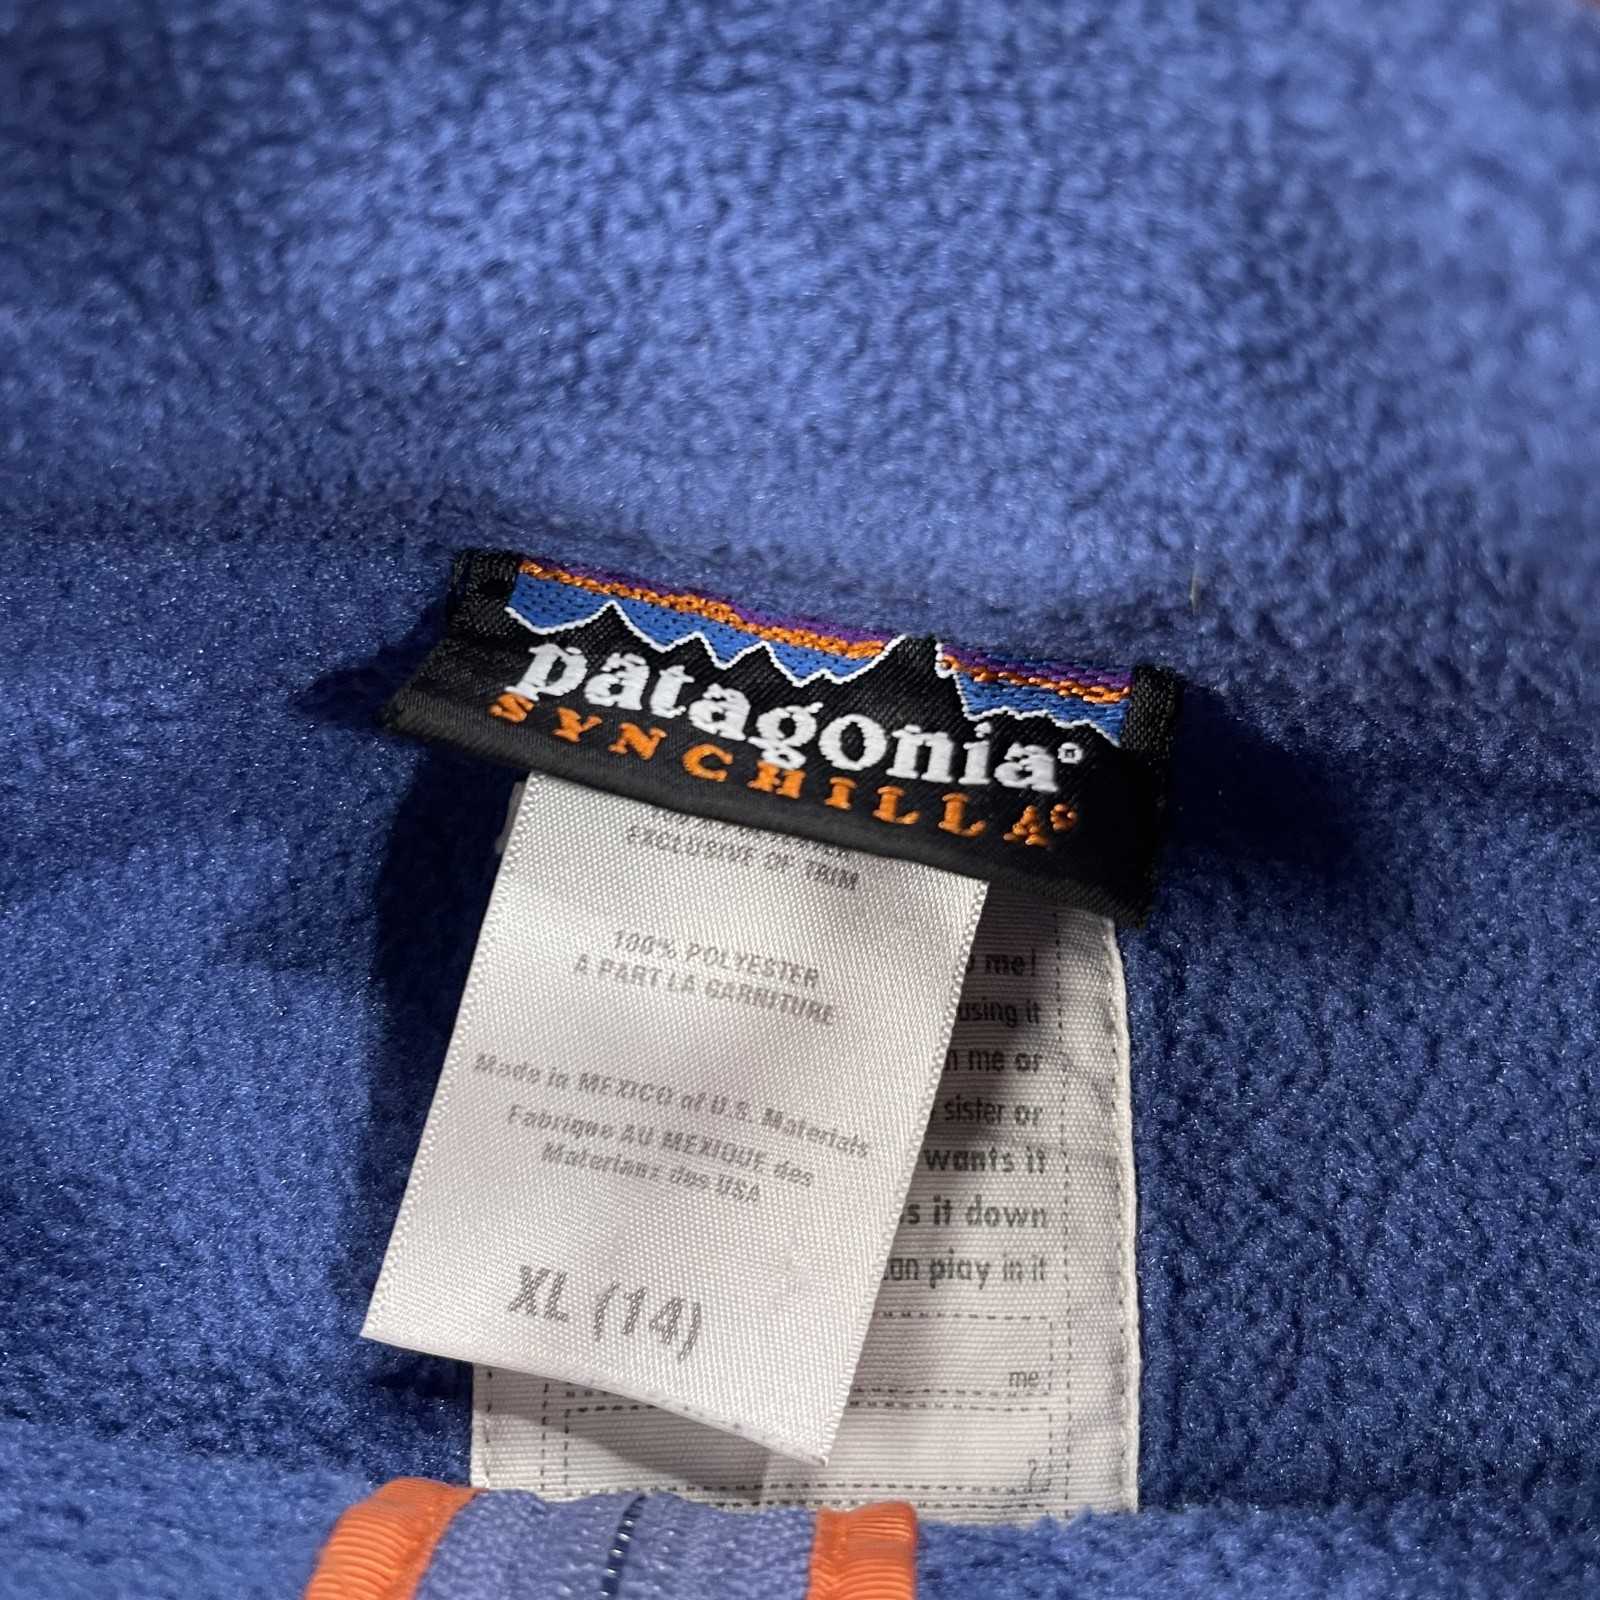 patagonia®
SYNCHILLA®
EXCLUSIVE OF TRIM
100% POLYESTER
A PART LA GARNITURE
Made in MEXICO of U.S. Materials
Fabrique AU MEXIQUE des
Materiaux des USA
XL (14)
me!
using it
me or
sister or
wants it
it down
play in it
me